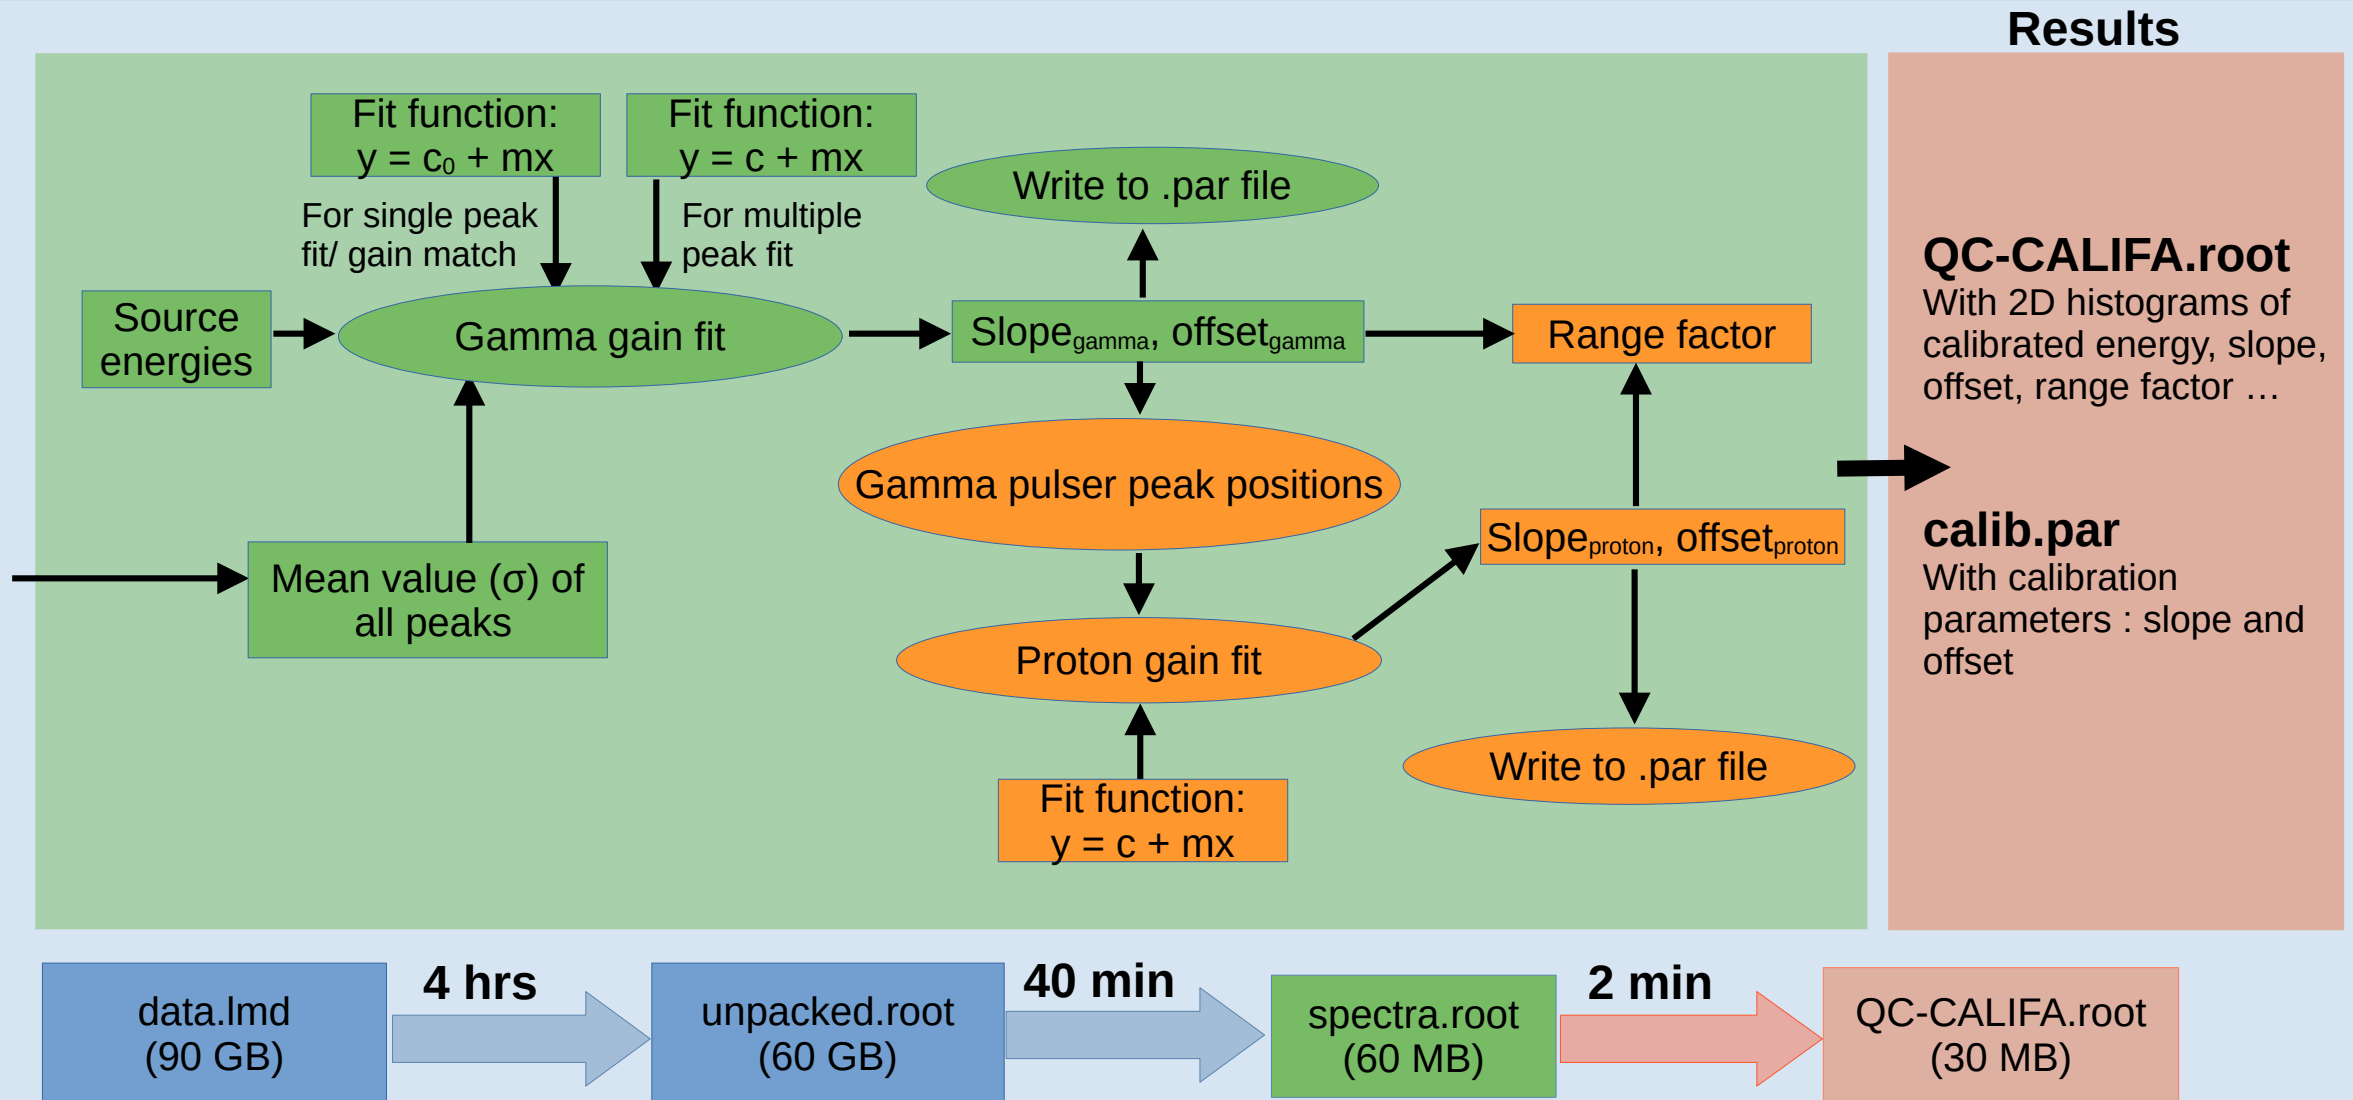 Results
Fit function:
y = c₀ + mx
Fit function:
y = c + mx
For single peak
fit/ gain match
For multiple
peak fit
Write to .par file
Source
energies
Gamma gain fit
Slopegamma, offsetgamma
Range factor
Gamma pulser peak positions
Mean value (σ) of
all peaks
Slopeproton, offsetproton
Proton gain fit
Write to .par file
Fit function:
y = c + mx
QC-CALIFA.root
With 2D histograms of
calibrated energy, slope,
offset, range factor …
calib.par
With calibration
parameters : slope and
offset
data.lmd
(90 GB)
4 hrs
unpacked.root
(60 GB)
40 min
spectra.root
(60 MB)
2 min
QC-CALIFA.root
(30 MB)